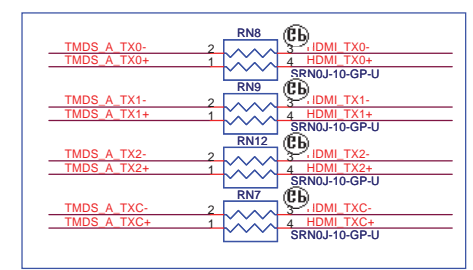 RN8
TMDS_A_TX0- 2 3 HDMI_TX0-
TMDS_A_TX0+ 1 4 HDMI_TX0+
SRN0J-10-GP-U
RN9
TMDS_A_TX1- 2 3 HDMI_TX1-
TMDS_A_TX1+ 1 4 HDMI_TX1+
SRN0J-10-GP-U
RN12
TMDS_A_TX2- 2 3 HDMI_TX2-
TMDS_A_TX2+ 1 4 HDMI_TX2+
SRN0J-10-GP-U
RN7
TMDS_A_TXC- 2 3 HDMI_TXC-
TMDS_A_TXC+ 1 4 HDMI_TXC+
SRN0J-10-GP-U